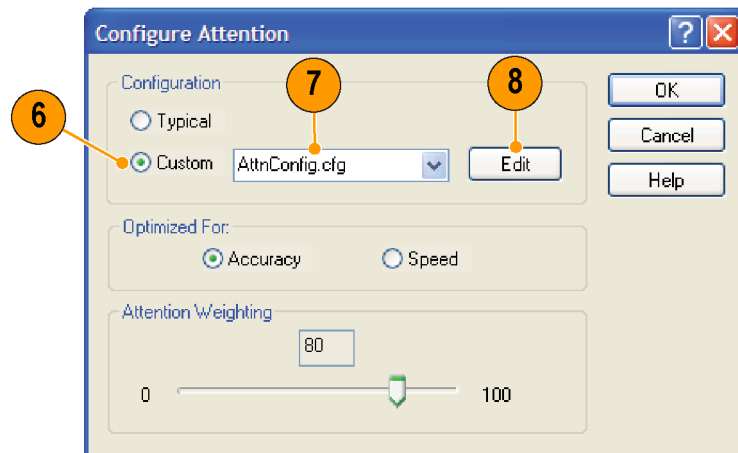 Configure Attention ?
Configuration
7
8
OK
6
Typical
Cancel
Custom AttnConfig.cfg Edit
Help
Optimized For:
Accuracy Speed
Attention Weighting
80
0 100